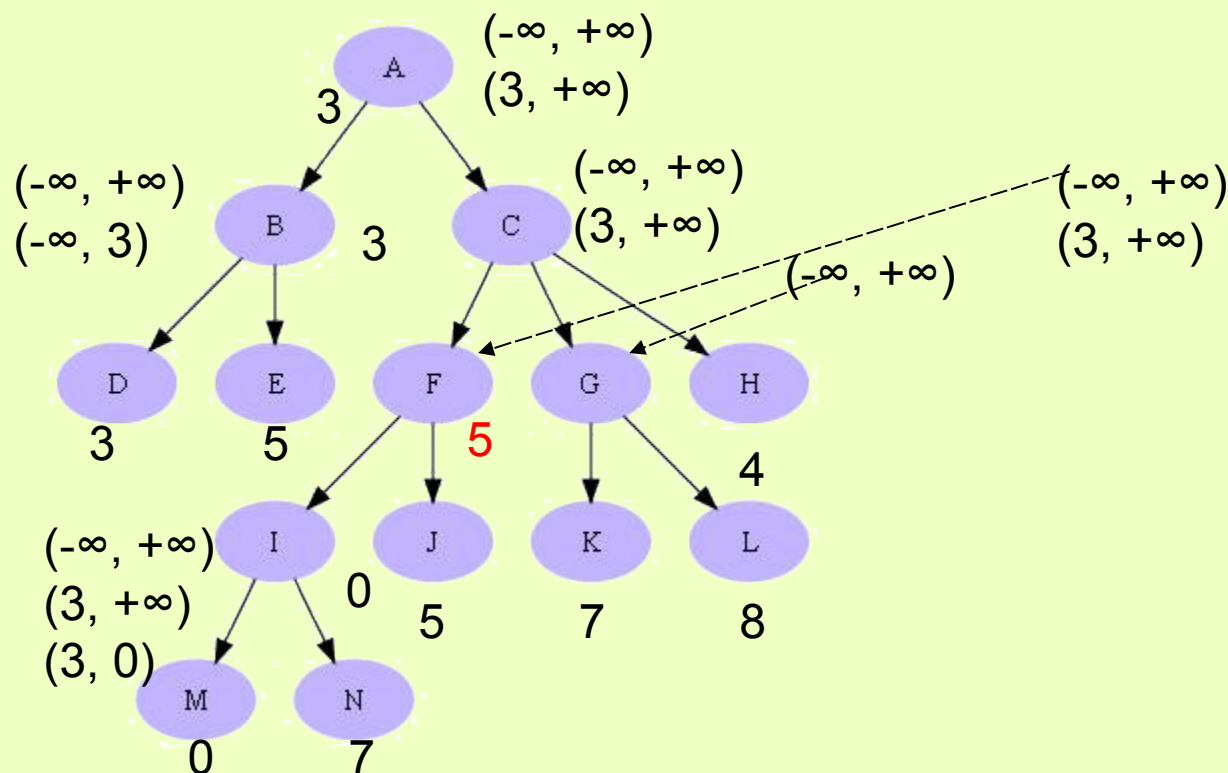 (-∞, +∞)
A
(3, +∞)
3
(-∞, +∞)
(-∞, +∞)
(-∞, +∞)
(-∞, 3)
B
3
C
(3, +∞)
(3, +∞)
(-∞, +∞)
D
E
F
G
H
3
5
5
4
(-∞, +∞)
I
J
K
L
(3, +∞)
0
5
7
8
(3, 0)
M
N
0
7